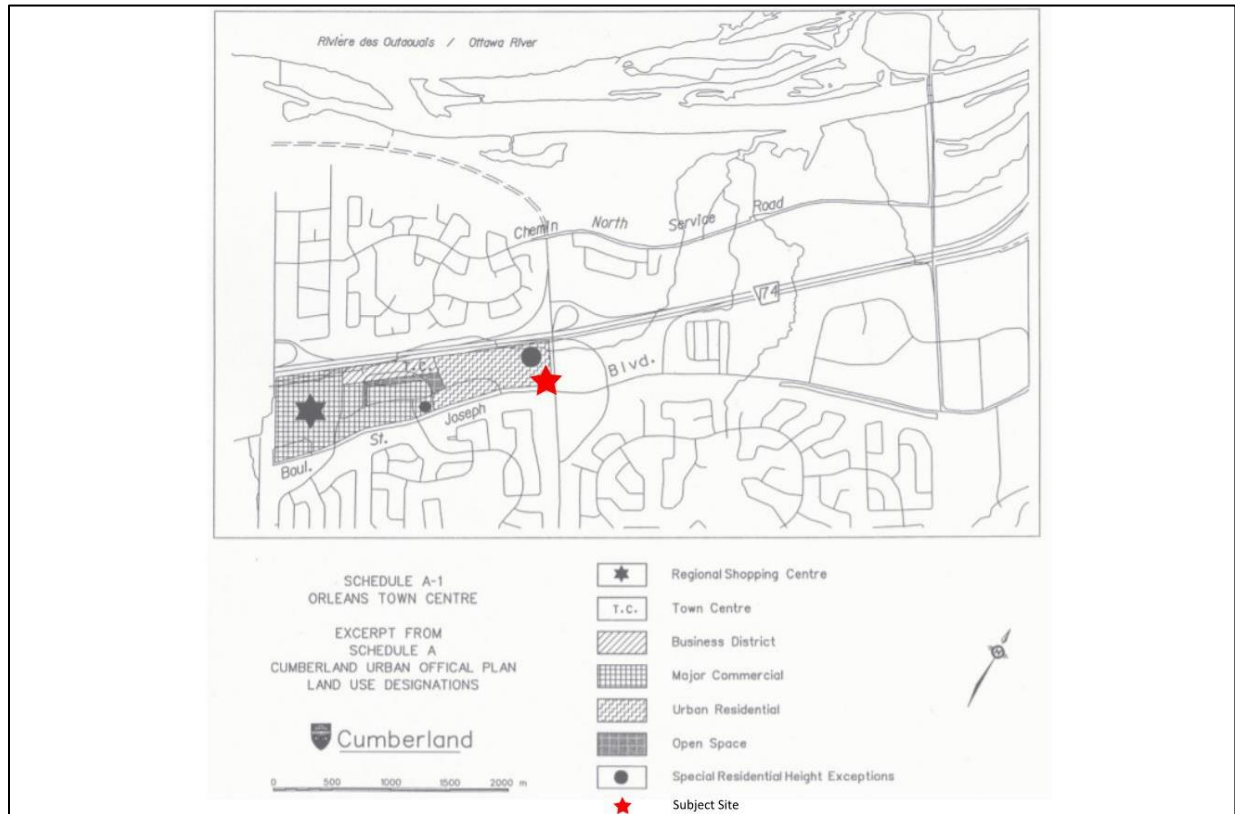 Rivière des Outaouais / Ottawa River
Chemin North Service Road
174
T.C.
Boul. St. Joseph Blvd.
SCHEDULE A-1
ORLEANS TOWN CENTRE
EXCERPT FROM
SCHEDULE A
CUMBERLAND URBAN OFFICAL PLAN
LAND USE DESIGNATIONS
Cumberland
0 500 1000 1500 2000 m
Regional Shopping Centre
T.C. Town Centre
Business District
Major Commercial
Urban Residential
Open Space
Special Residential Height Exceptions
Subject Site